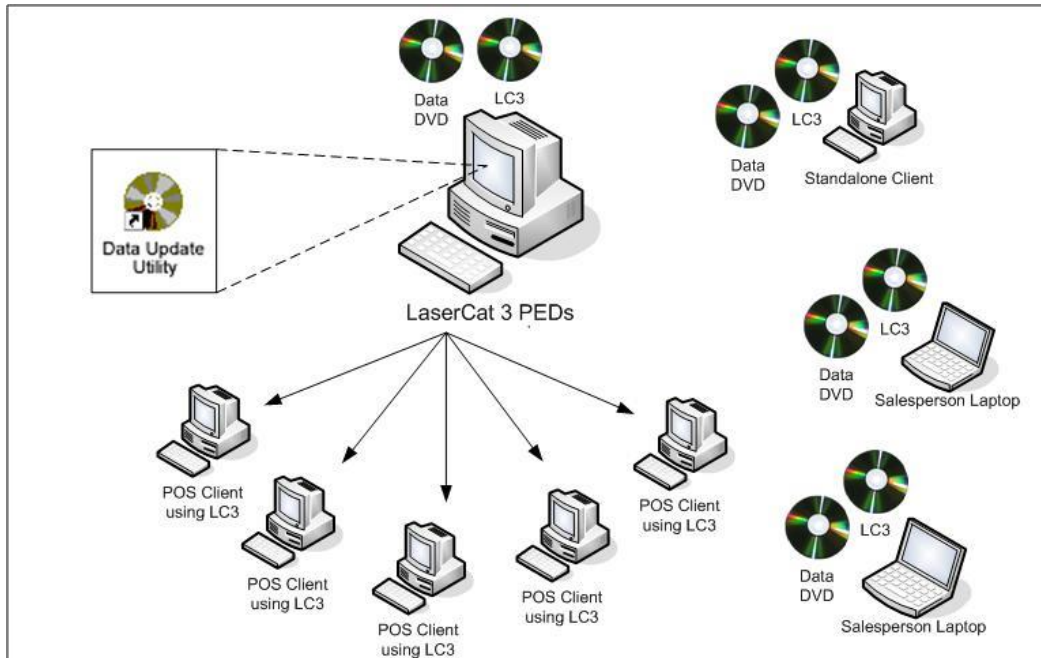 Data
DVD
LC3
Data Update
Utility
LaserCat 3 PEDs
LC3
Data
DVD
Standalone Client
LC3
Data
DVD
Salesperson Laptop
LC3
Data
DVD
Salesperson Laptop
POS Client
using LC3
POS Client
using LC3
POS Client
using LC3
POS Client
using LC3
POS Client
using LC3